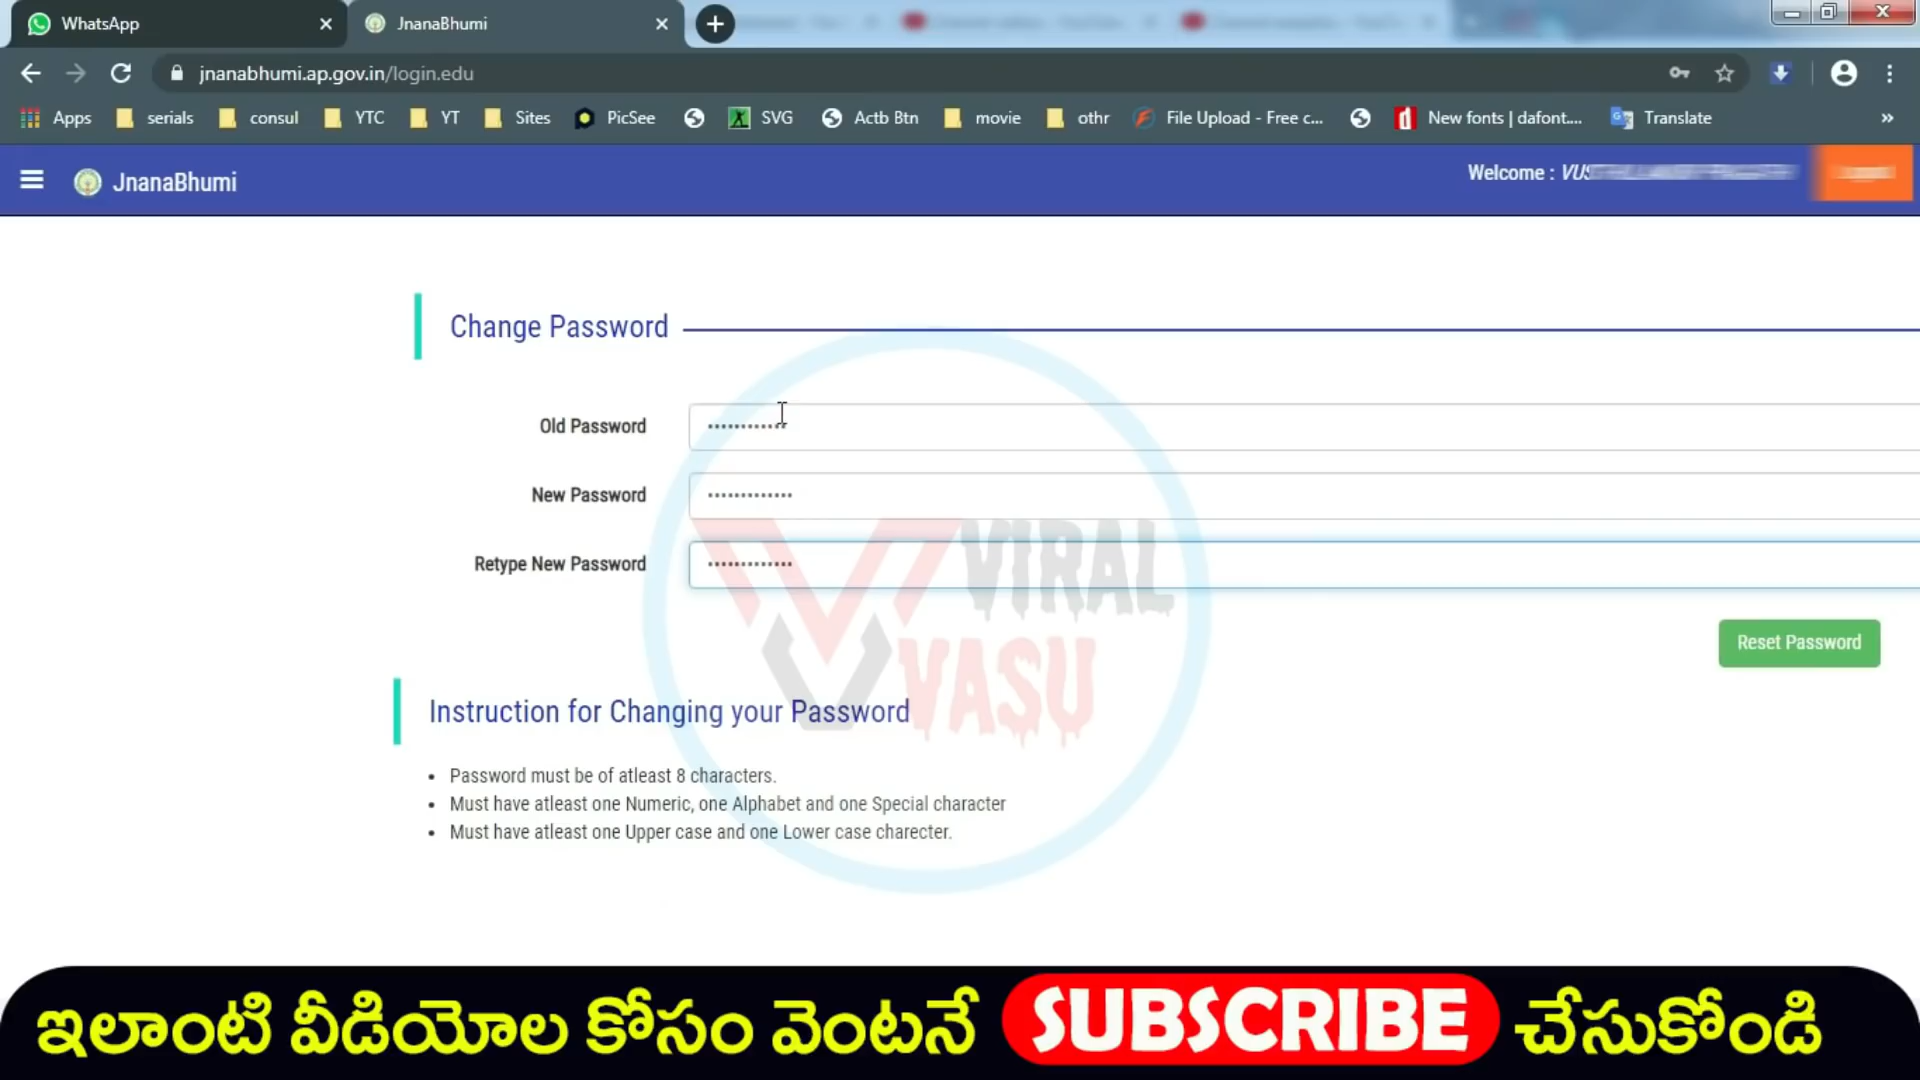 WhatsApp
JnanaBhumi
jnanabhumi.ap.gov.in/login.edu
Apps serials consul YTC YT Sites PicSee SVG Actb Btn movie othr File Upload - Free c... New fonts | dafont.... Translate »
JnanaBhumi
Welcome : VUS
Change Password
Old Password ............
New Password .............
Retype New Password .............
Reset Password
VIRAL
VASU
Instruction for Changing your Password
• Password must be of atleast 8 characters.
• Must have atleast one Numeric, one Alphabet and one Special character
• Must have atleast one Upper case and one Lower case charecter.
ఇలాంటి వీడియోల కోసం వెంటనే SUBSCRIBE చేసుకోండి